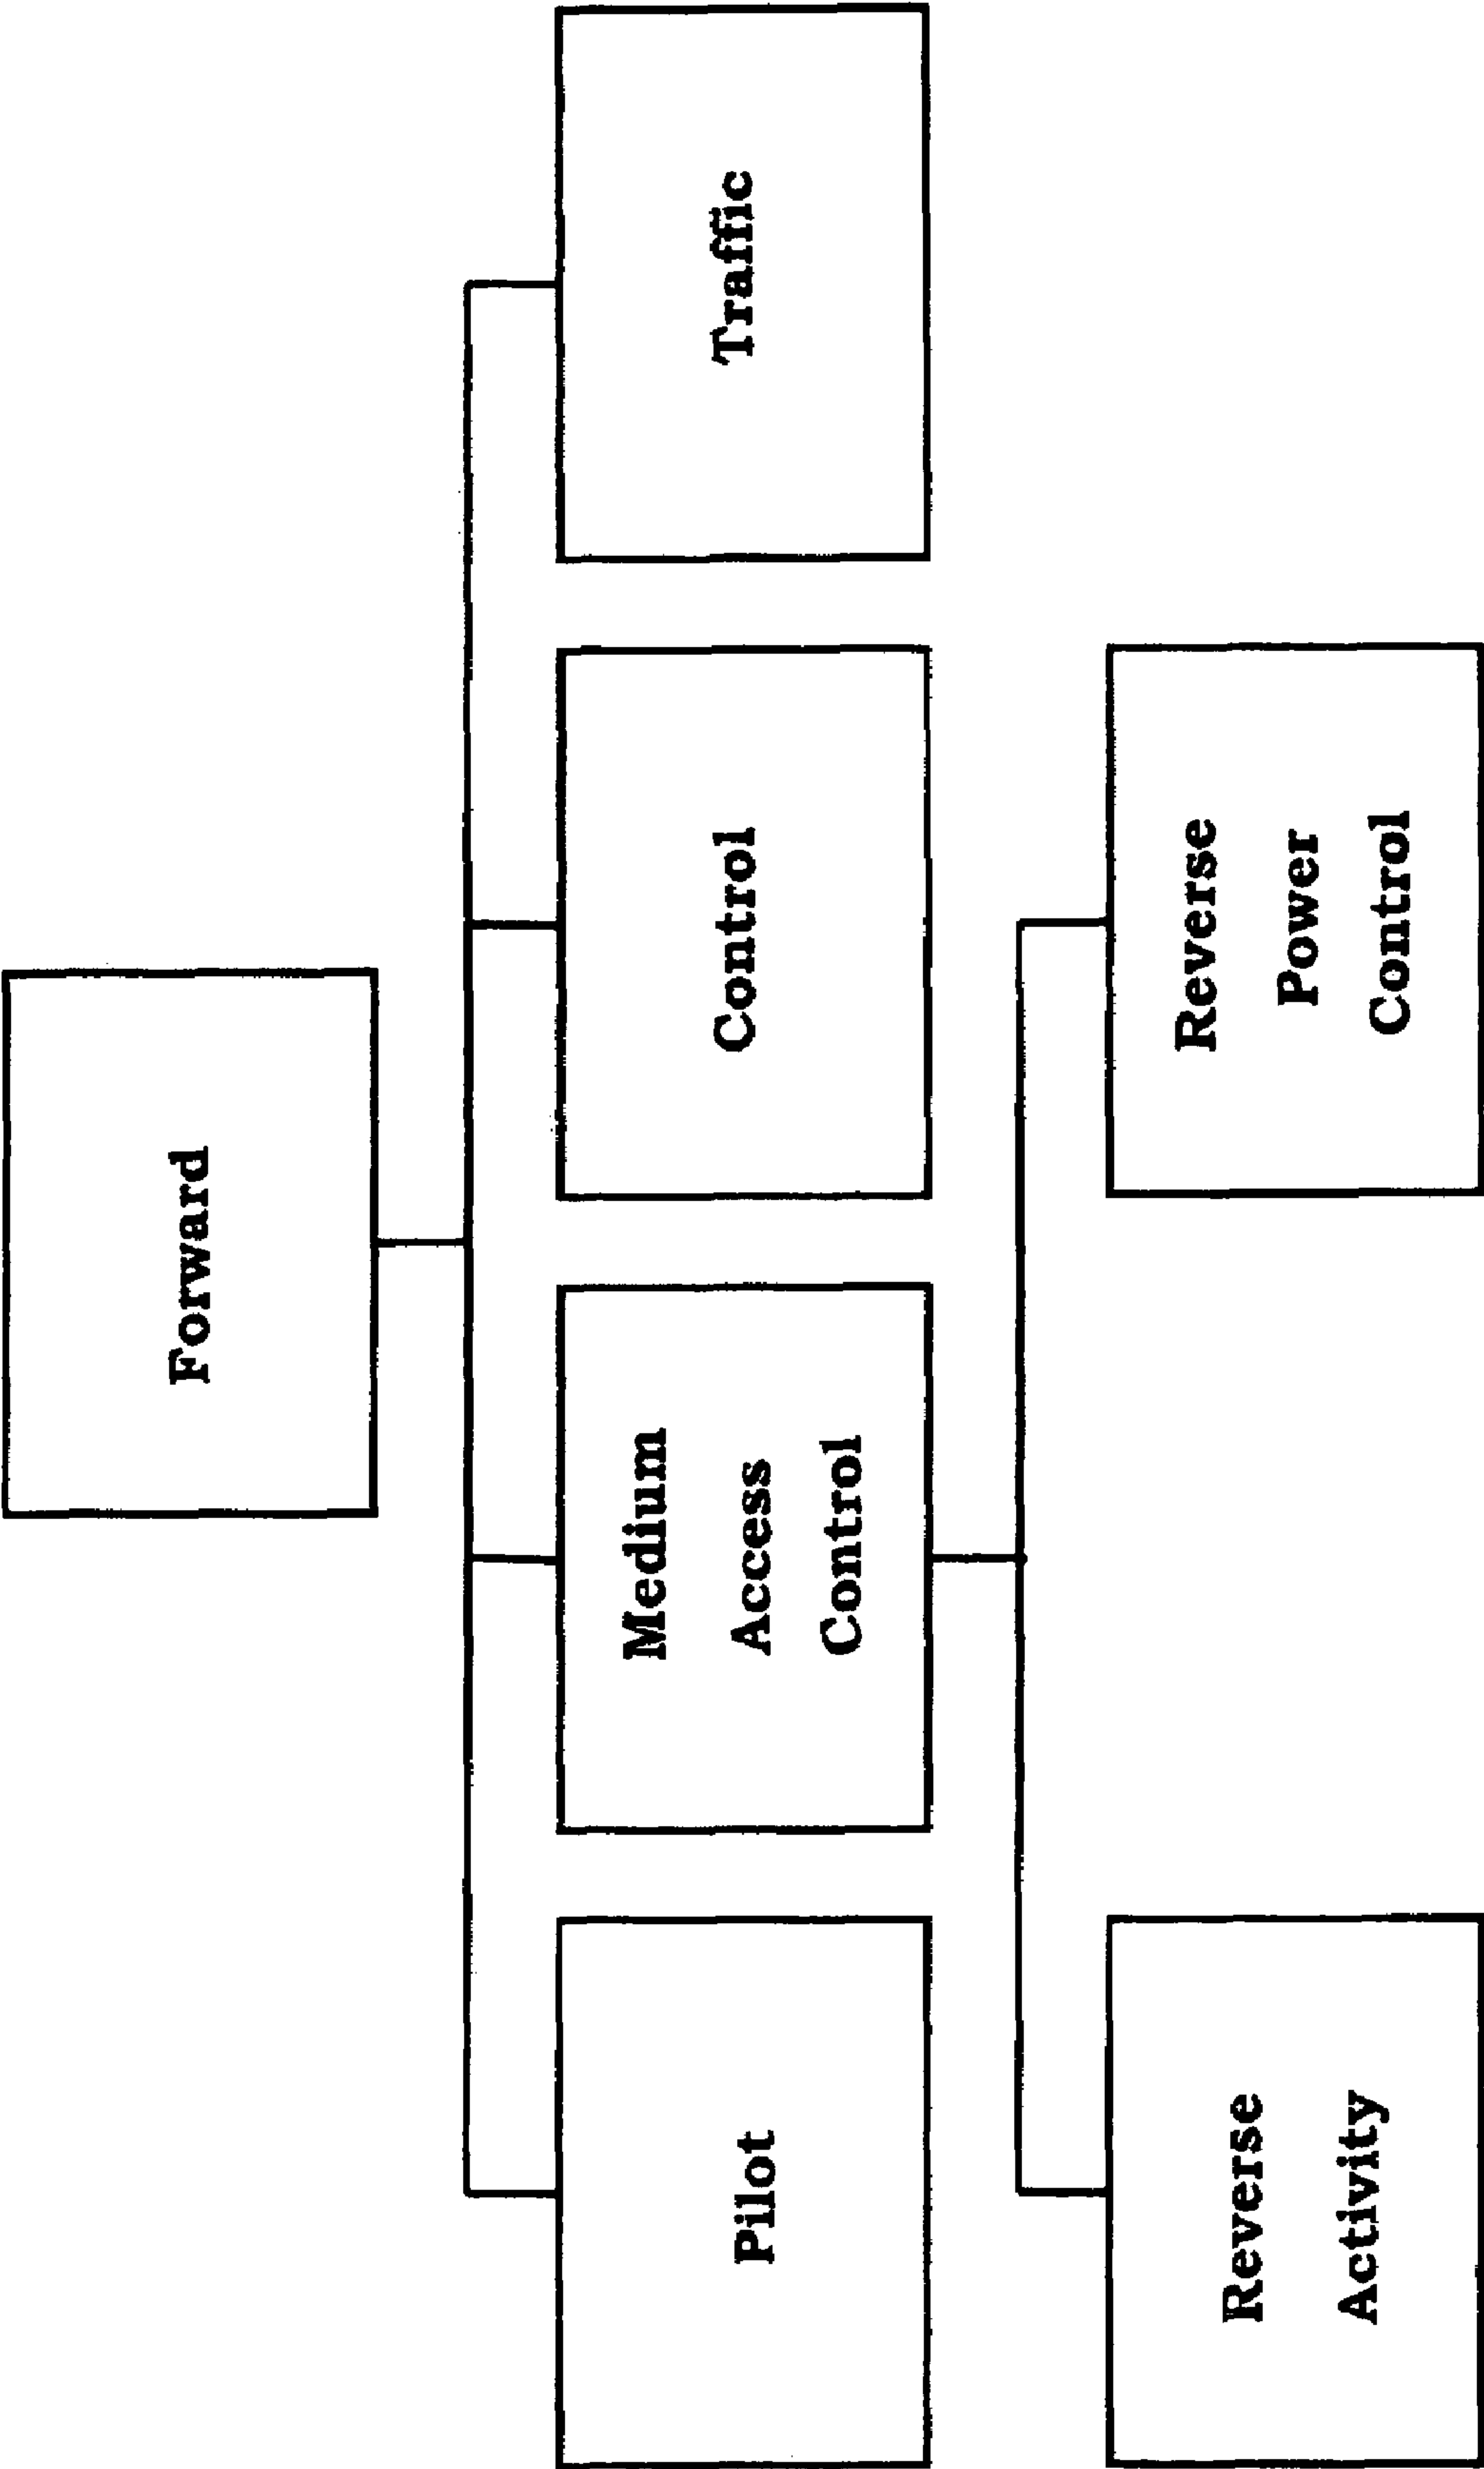 Forward
Pilot
Medium
Access
Control
Control
Traffic
Reverse
Activity
Reverse
Power
Control